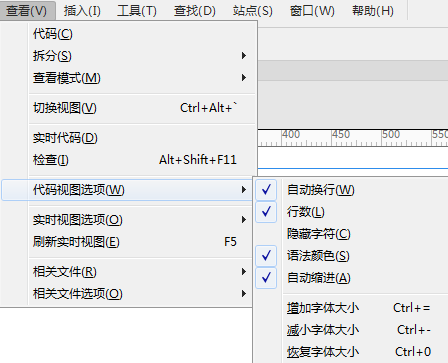 查看(V) 插入(I) 工具(T) 查找(D) 站点(S) 窗口(W) 帮助(H)
代码(C)
拆分(S)
查看模式(M)
切换视图(V) Ctrl+Alt+`
实时代码(D)
检查(I) Alt+Shift+F11
代码视图选项(W)
实时视图选项(O)
刷新实时视图(E) F5
相关文件(R)
相关文件选项(O)
400 450 500 550
自动换行(W)
行数(L)
隐藏字符(C)
语法颜色(S)
自动缩进(A)
增加字体大小 Ctrl+=
减小字体大小 Ctrl+-
恢复字体大小 Ctrl+0